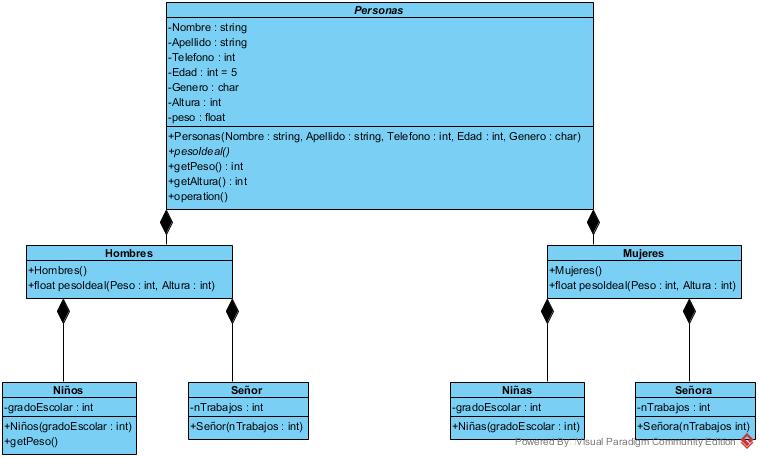 Personas
-Nombre : string
-Apellido : string
-Telefono : int
-Edad : int = 5
-Genero : char
-Altura : int
-peso : float
+Personas(Nombre : string, Apellido : string, Telefono : int, Edad : int, Genero : char)
+pesoIdeal()
+getPeso() : int
+getAltura() : int
+operation()
Hombres
+Hombres()
+float pesoIdeal(Peso : int, Altura : int)
Mujeres
+Mujeres()
+float pesoIdeal(Peso : int, Altura : int)
Niños
-gradoEscolar : int
+Niños(gradoEscolar : int)
+getPeso()
Señor
-nTrabajos : int
+Señor(nTrabajos int)
Niñas
-gradoEscolar : int
+Niñas(gradoEscolar : int)
Señora
-nTrabajos : int
+Señora(nTrabajos int)
Powered By Visual Paradigm Community Edition